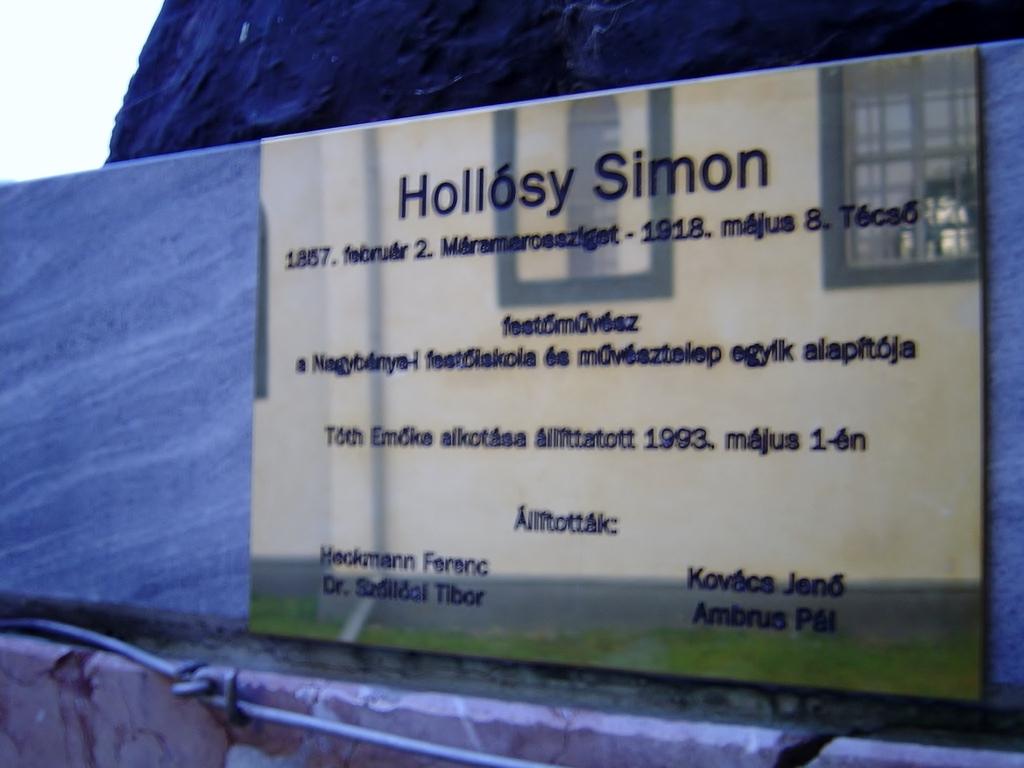 Hollósy Simon
1857. február 2. Máramarossziget - 1918. május 8. Técső
festőművész
a Nagybánya-i festőiskola és művésztelep egyik alapítója
Tóth Emőke alkotása állíttatott 1993. május 1-én
Állították:
Heckmann Ferenc
Dr. Szöllősi Tibor
Kovács Jenő
Ambrus Pál